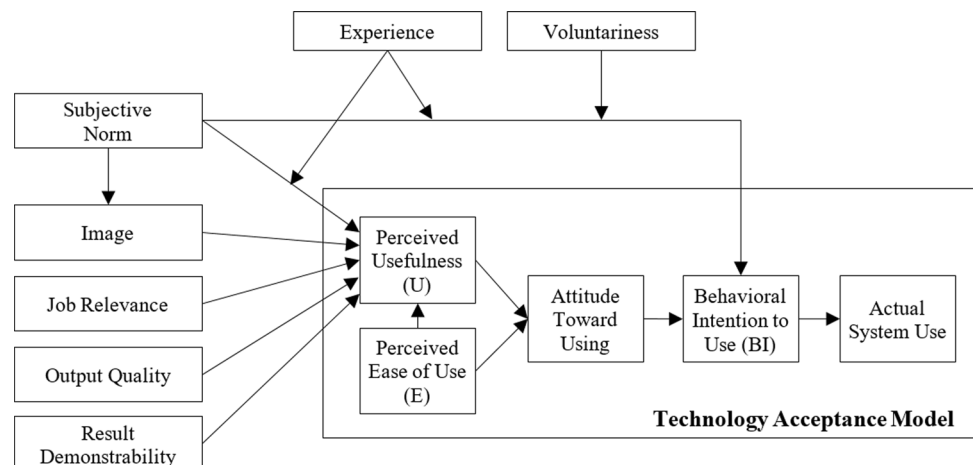 Experience
Voluntariness
Subjective
Norm
Image
Job Relevance
Output Quality
Result
Demonstrability
Perceived
Usefulness
(U)
Perceived
Ease of Use
(E)
Attitude
Toward
Using
Behavioral
Intention to
Use (BI)
Actual
System Use
Technology Acceptance Model